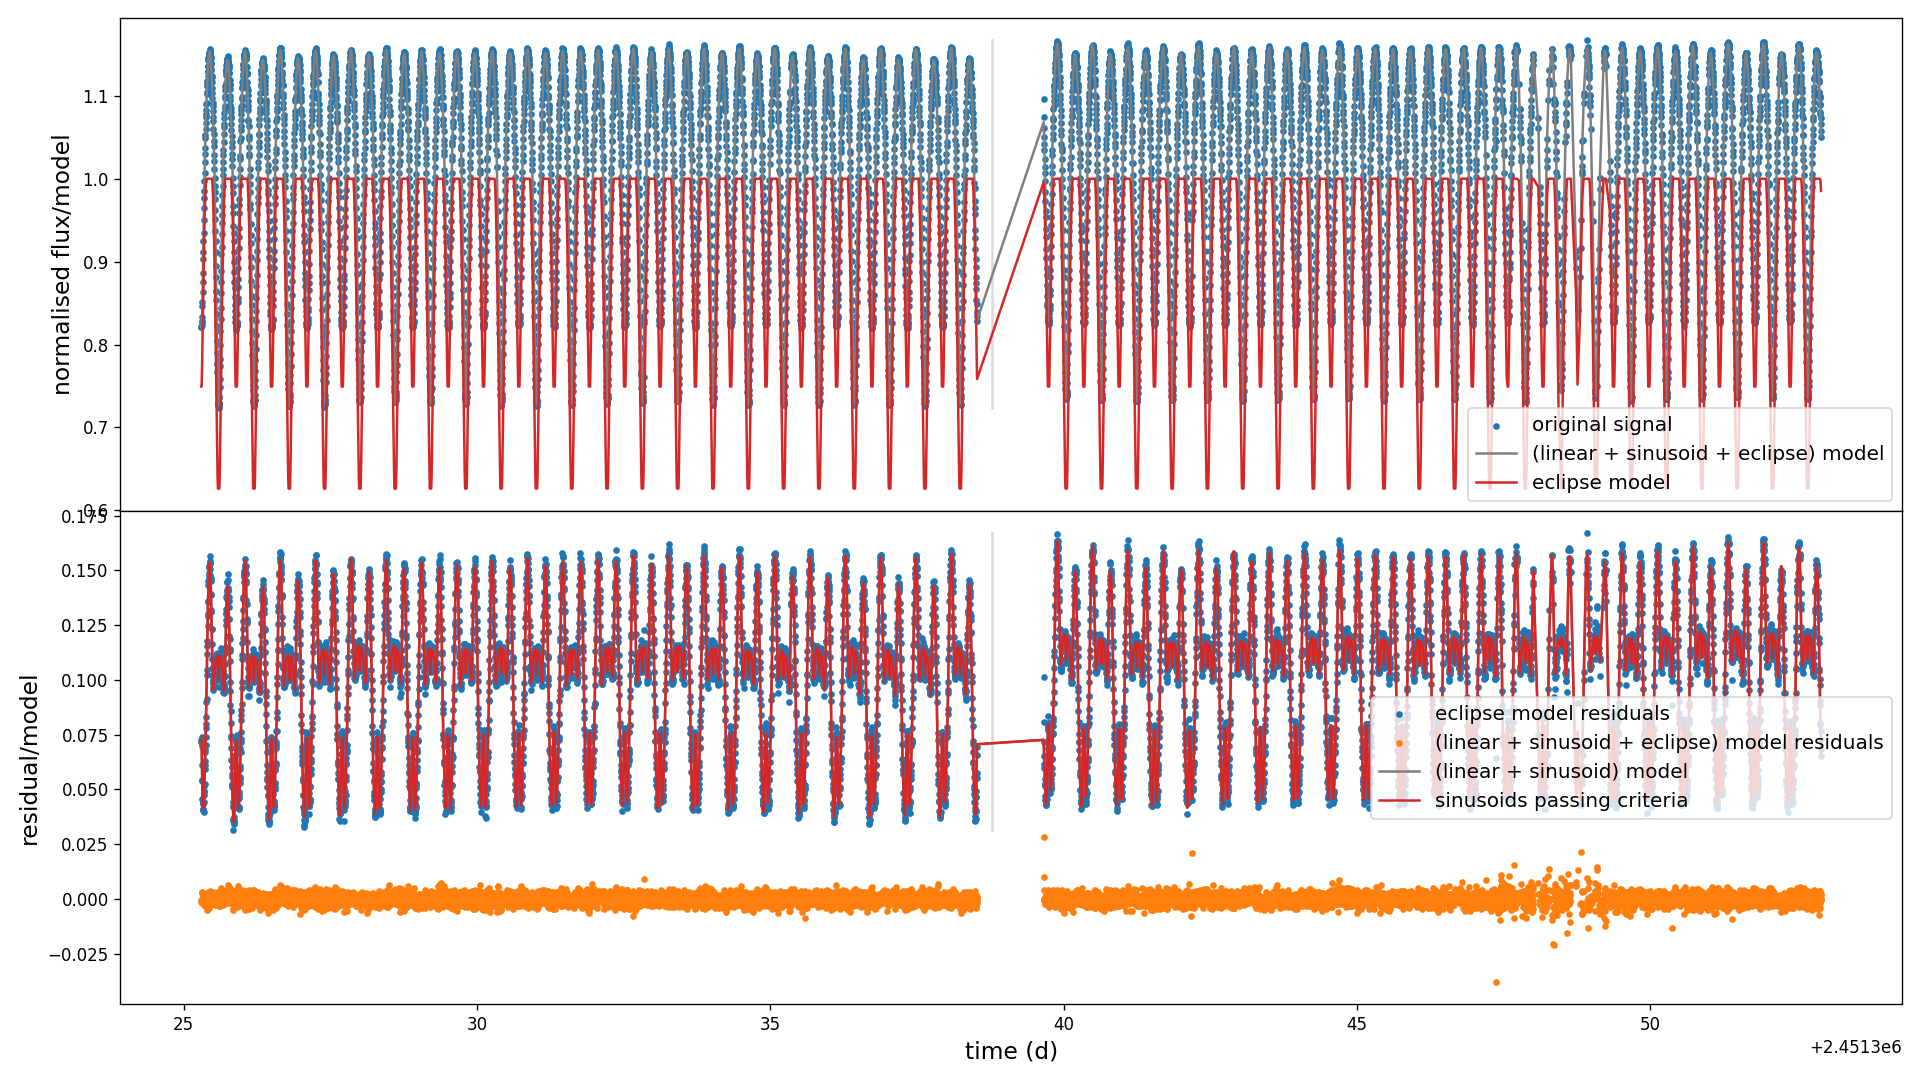 normalised flux/model
1.1
1.0
0.9
0.8
0.7
0.6
original signal
(linear + sinusoid + eclipse) model
eclipse model
residual/model
0.175
0.150
0.125
0.100
0.075
0.050
0.025
0.000
−0.025
eclipse model residuals
(linear + sinusoid + eclipse) model residuals
(linear + sinusoid) model
sinusoids passing criteria
25 30 35 40 45 50
time (d)
+2.4513e6